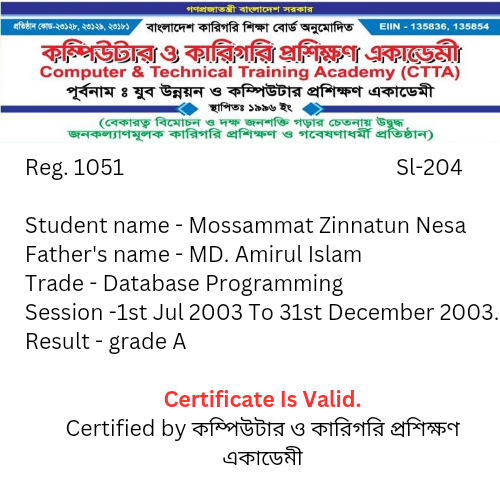 গণপ্রজাতন্ত্রী বাংলাদেশ সরকার
প্রতিষ্ঠান কোড-২৩১২৮, ২৩১২৯, ২৩১৮১ বাংলাদেশ কারিগরি শিক্ষা বোর্ড অনুমোদিত EIIN - 135836, 135854
কম্পিউটার ও কারিগরি প্রশিক্ষণ একাডেমী
Computer & Technical Training Academy (CTTA)
পূর্বনাম ঃ যুব উন্নয়ন ও কম্পিউটার প্রশিক্ষণ একাডেমী
স্থাপিতঃ ১৯৯৬ ইং
(বেকারত্ব বিমোচন ও দক্ষ জনশক্তি গড়ার চেতনায় উদ্বুদ্ধ
জনকল্যাণমূলক কারিগরি প্রশিক্ষণ ও গবেষণাধর্মী প্রতিষ্ঠান)
Reg. 1051 Sl-204
Student name - Mossammat Zinnatun Nesa
Father's name - MD. Amirul Islam
Trade - Database Programming
Session -1st Jul 2003 To 31st December 2003.
Result - grade A
Certificate Is Valid.
Certified by কম্পিউটার ও কারিগরি প্রশিক্ষণ
একাডেমী